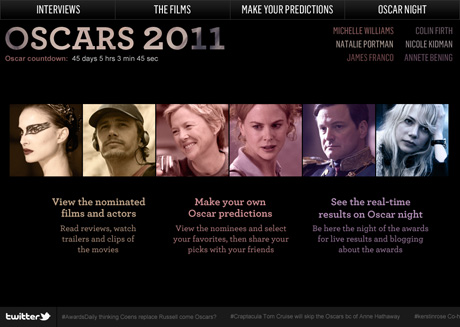 INTERVIEWS
THE FILMS
MAKE YOUR PREDICTIONS
OSCAR NIGHT
OSCARS 2011
Oscar countdown: 45 days 5 hrs 3 min 45 sec
MICHELLE WILLIAMS COLIN FIRTH
NATALIE PORTMAN NICOLE KIDMAN
JAMES FRANCO ANNETE BENING
View the nominated
films and actors
Read reviews, watch
trailers and clips of
the movies
Make your own
Oscar predictions
View the nominees and select
your favorites, then share your
picks with your friends
See the real-time
results on Oscar night
Be here the night of the awards
for live results and blogging
about the awards
twitter
#AwardsDaily thinking Coens replace Russell come Oscars?
#Craptacula Tom Cruise will skip the Oscars bc of Anne Hathaway